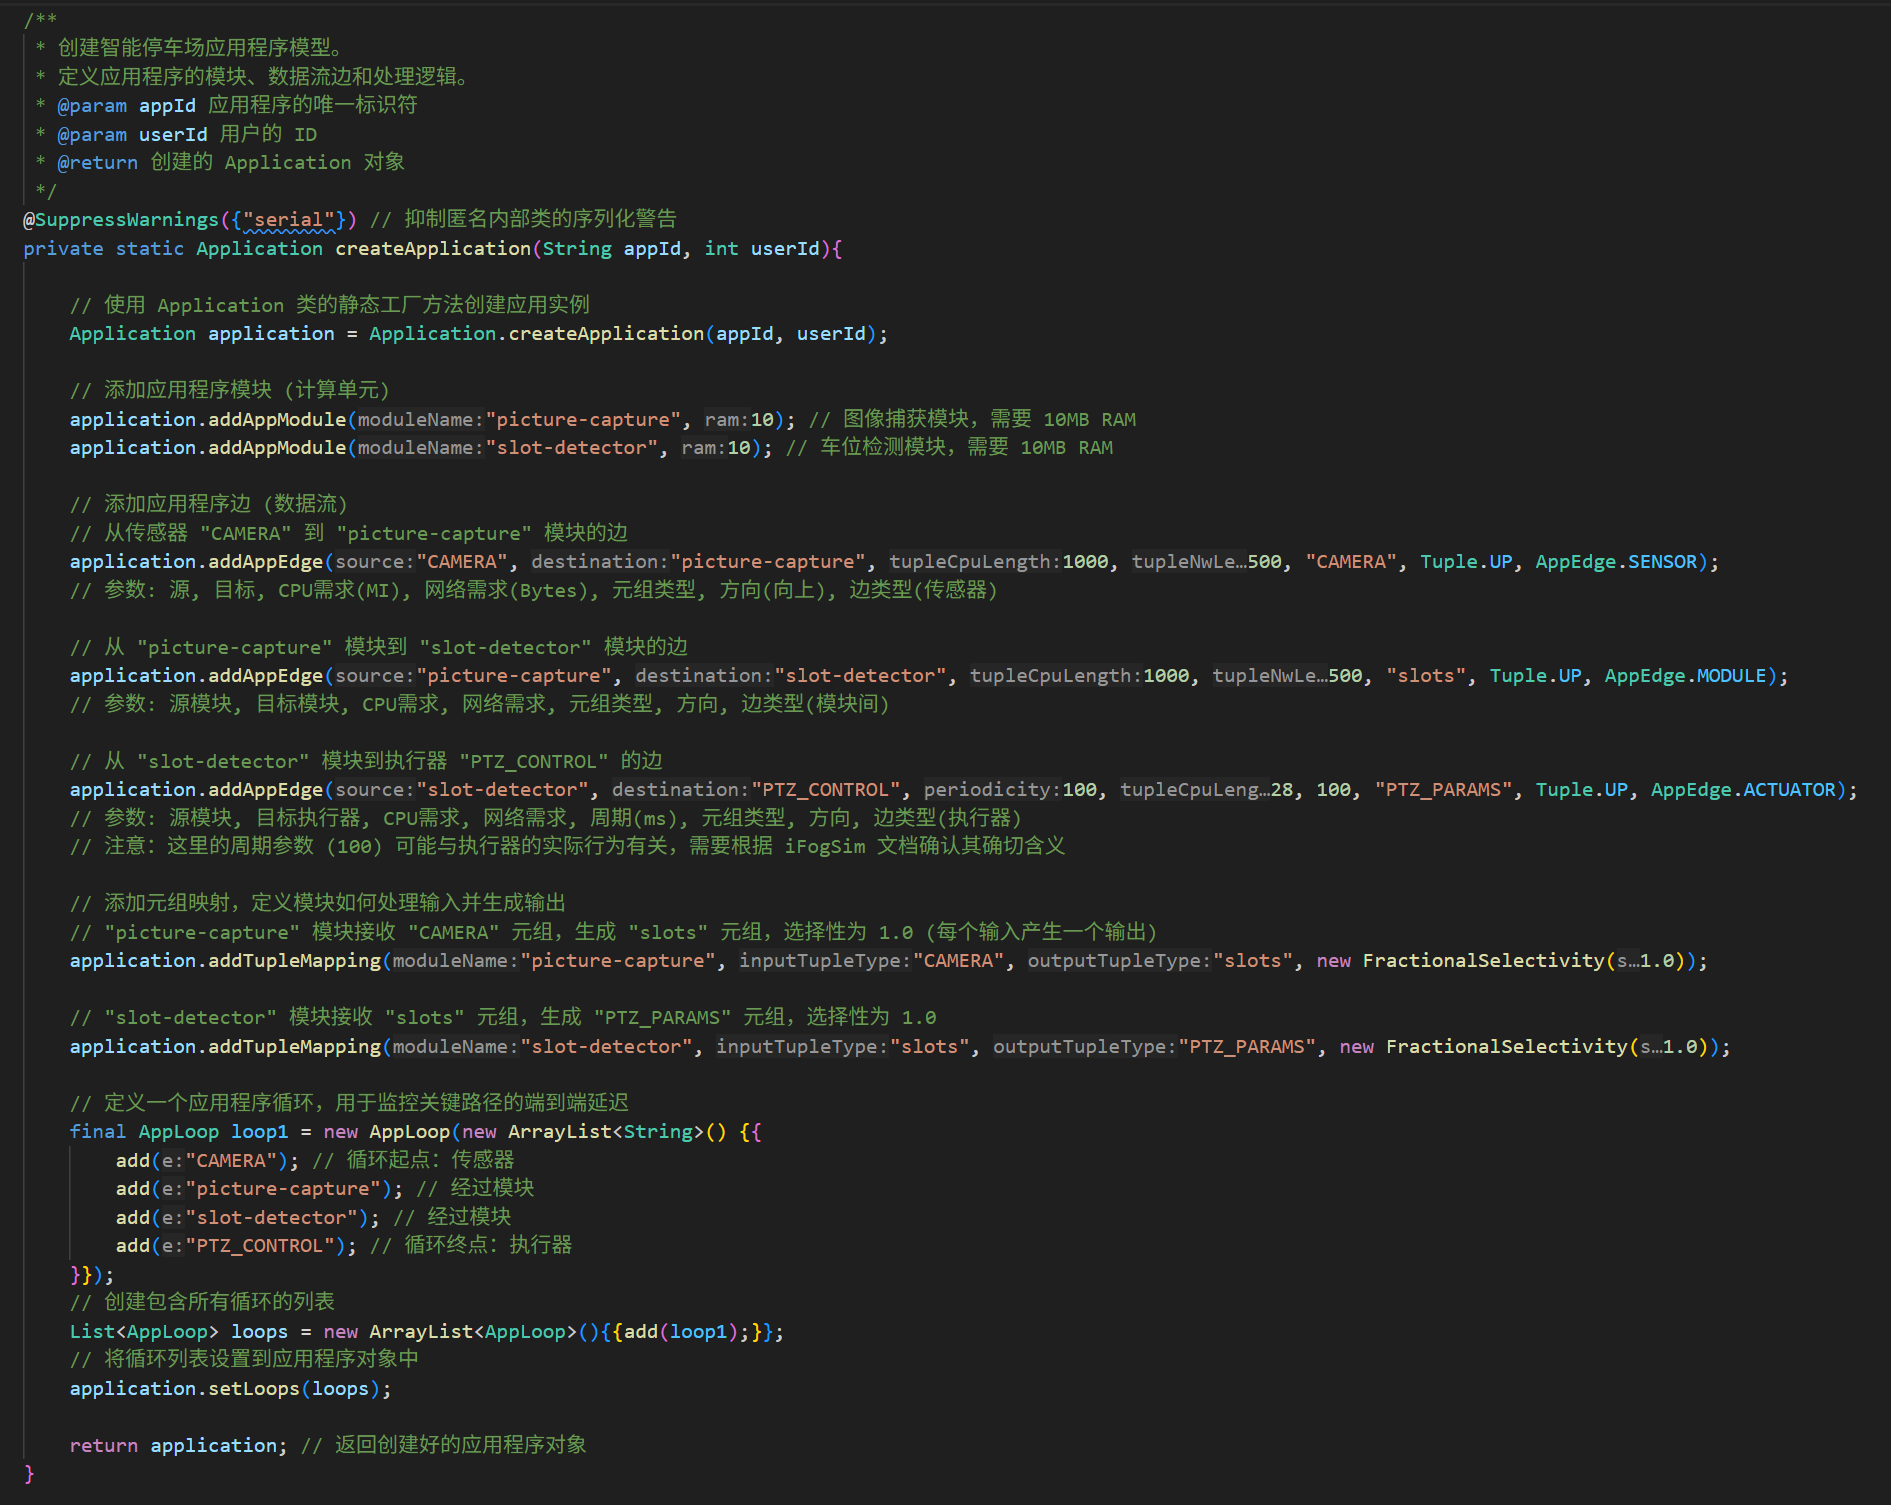 /**
 * 创建智能停车场应用程序模型。
 * 定义应用程序的模块、数据流边和处理逻辑。
 * @param appId 应用程序的唯一标识符
 * @param userId 用户的 ID
 * @return 创建的 Application 对象
 */
@SuppressWarnings({"serial"}) // 抑制匿名内部类的序列化警告
private static Application createApplication(String appId, int userId){
// 使用 Application 类的静态工厂方法创建应用实例
Application application = Application.createApplication(appId, userId);
// 添加应用程序模块 (计算单元)
application.addAppModule(moduleName:"picture-capture", ram:10); // 图像捕获模块，需要 10MB RAM
application.addAppModule(moduleName:"slot-detector", ram:10); // 车位检测模块，需要 10MB RAM
// 添加应用程序边 (数据流)
// 从传感器 "CAMERA" 到 "picture-capture" 模块的边
application.addAppEdge(source:"CAMERA", destination:"picture-capture", tupleCpuLength:1000, tupleNwLe…500, "CAMERA", Tuple.UP, AppEdge.SENSOR);
// 参数: 源, 目标, CPU需求(MI), 网络需求(Bytes), 元组类型, 方向(向上), 边类型(传感器)
// 从 "picture-capture" 模块到 "slot-detector" 模块的边
application.addAppEdge(source:"picture-capture", destination:"slot-detector", tupleCpuLength:1000, tupleNwLe…500, "slots", Tuple.UP, AppEdge.MODULE);
// 参数: 源模块, 目标模块, CPU需求, 网络需求, 元组类型, 方向, 边类型(模块间)
// 从 "slot-detector" 模块到执行器 "PTZ_CONTROL" 的边
application.addAppEdge(source:"slot-detector", destination:"PTZ_CONTROL", periodicity:100, tupleCpuLeng…28, 100, "PTZ_PARAMS", Tuple.UP, AppEdge.ACTUATOR);
// 参数: 源模块, 目标执行器, CPU需求, 网络需求, 周期(ms), 元组类型, 方向, 边类型(执行器)
// 注意：这里的周期参数 (100) 可能与执行器的实际行为有关，需要根据 iFogSim 文档确认其确切含义
// 添加元组映射，定义模块如何处理输入并生成输出
// "picture-capture" 模块接收 "CAMERA" 元组，生成 "slots" 元组，选择性为 1.0 (每个输入产生一个输出)
application.addTupleMapping(moduleName:"picture-capture", inputTupleType:"CAMERA", outputTupleType:"slots", new FractionalSelectivity(s…1.0));
// "slot-detector" 模块接收 "slots" 元组，生成 "PTZ_PARAMS" 元组，选择性为 1.0
application.addTupleMapping(moduleName:"slot-detector", inputTupleType:"slots", outputTupleType:"PTZ_PARAMS", new FractionalSelectivity(s…1.0));
// 定义一个应用程序循环，用于监控关键路径的端到端延迟
final AppLoop loop1 = new AppLoop(new ArrayList<String>() {{
add(e:"CAMERA"); // 循环起点：传感器
add(e:"picture-capture"); // 经过模块
add(e:"slot-detector"); // 经过模块
add(e:"PTZ_CONTROL"); // 循环终点：执行器
}});
// 创建包含所有循环的列表
List<AppLoop> loops = new ArrayList<AppLoop>(){{add(loop1);}};
// 将循环列表设置到应用程序对象中
application.setLoops(loops);
return application; // 返回创建好的应用程序对象
}